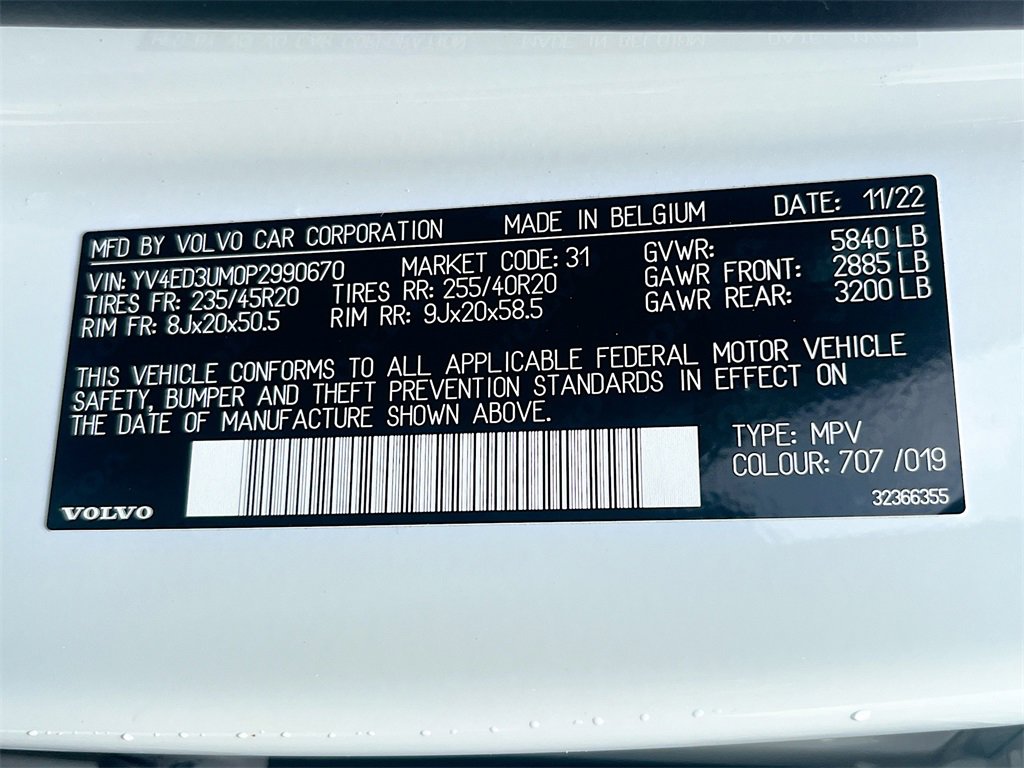 MFD BY VOLVO CAR CORPORATION MADE IN BELGIUM DATE: 11/22
VIN: YV4ED3UM0P2990670 MARKET CODE: 31 GVWR: 5840 LB
TIRES FR: 235/45R20 TIRES RR: 255/40R20 GAWR FRONT: 2885 LB
RIM FR: 8Jx20x50.5 RIM RR: 9Jx20x58.5 GAWR REAR: 3200 LB
THIS VEHICLE CONFORMS TO ALL APPLICABLE FEDERAL MOTOR VEHICLE
SAFETY, BUMPER AND THEFT PREVENTION STANDARDS IN EFFECT ON
THE DATE OF MANUFACTURE SHOWN ABOVE.
TYPE: MPV
COLOUR: 707 /019
VOLVO 32366355